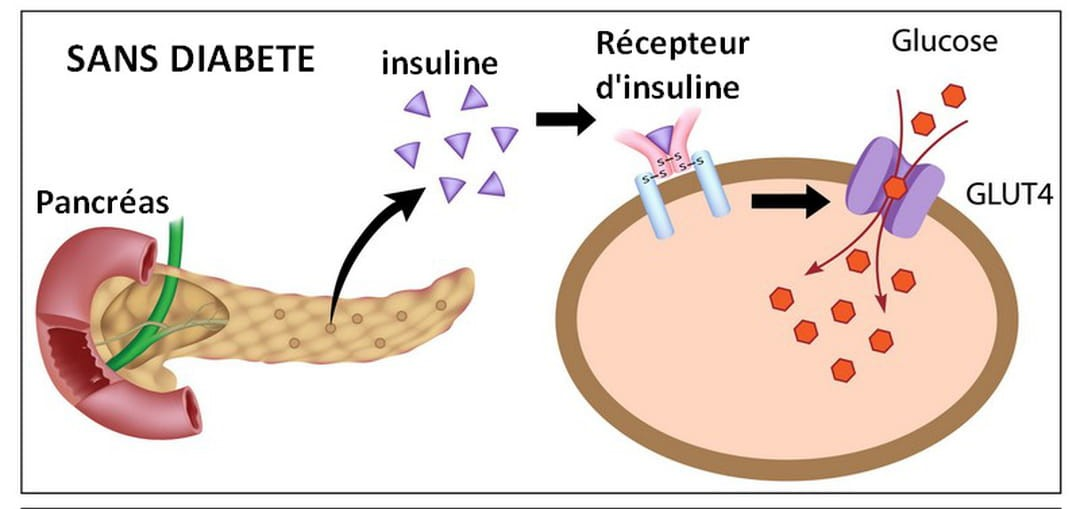 SANS DIABETE
insuline
Récepteur
d'insuline
Glucose
Pancréas
GLUT4
S-S
S-S
S-S